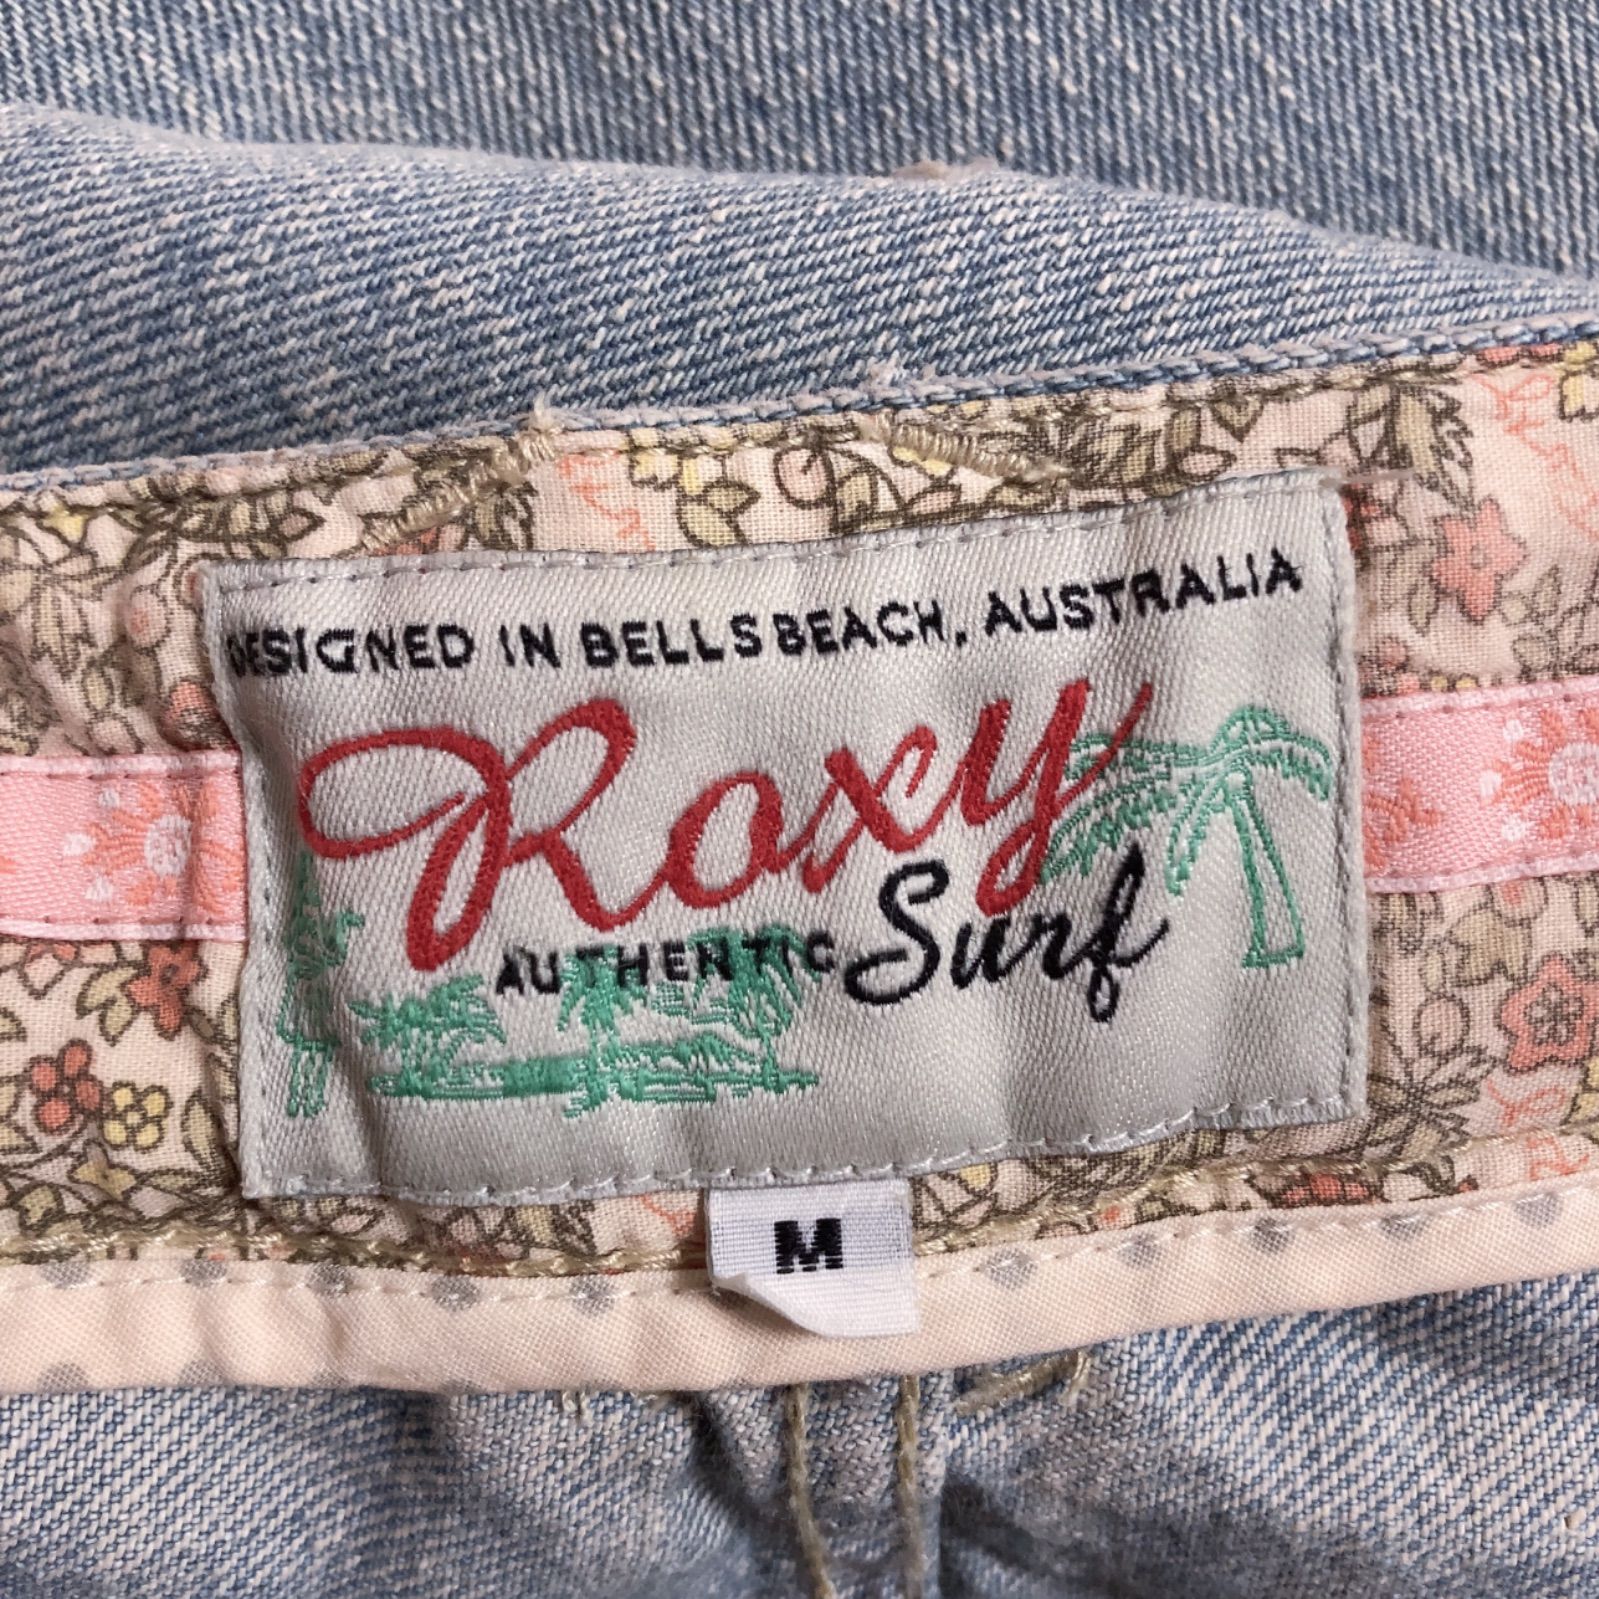 DESIGNED IN BELLS BEACH, AUSTRALIA
Roxy
AUTHENTIC Surf
M